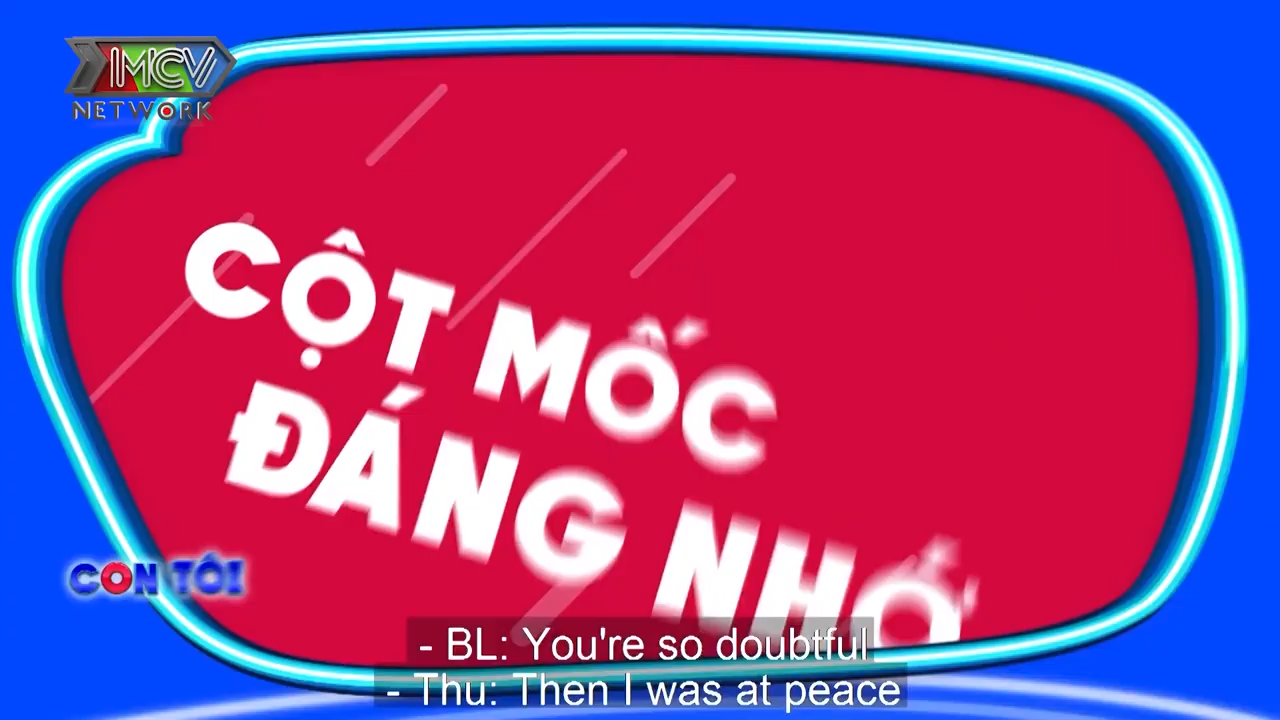 MCV
NETWORK
CỘT MỐC
ĐÁNG NHỚ
CON TÔI
- BL: You're so doubtful
- Thu: Then I was at peace